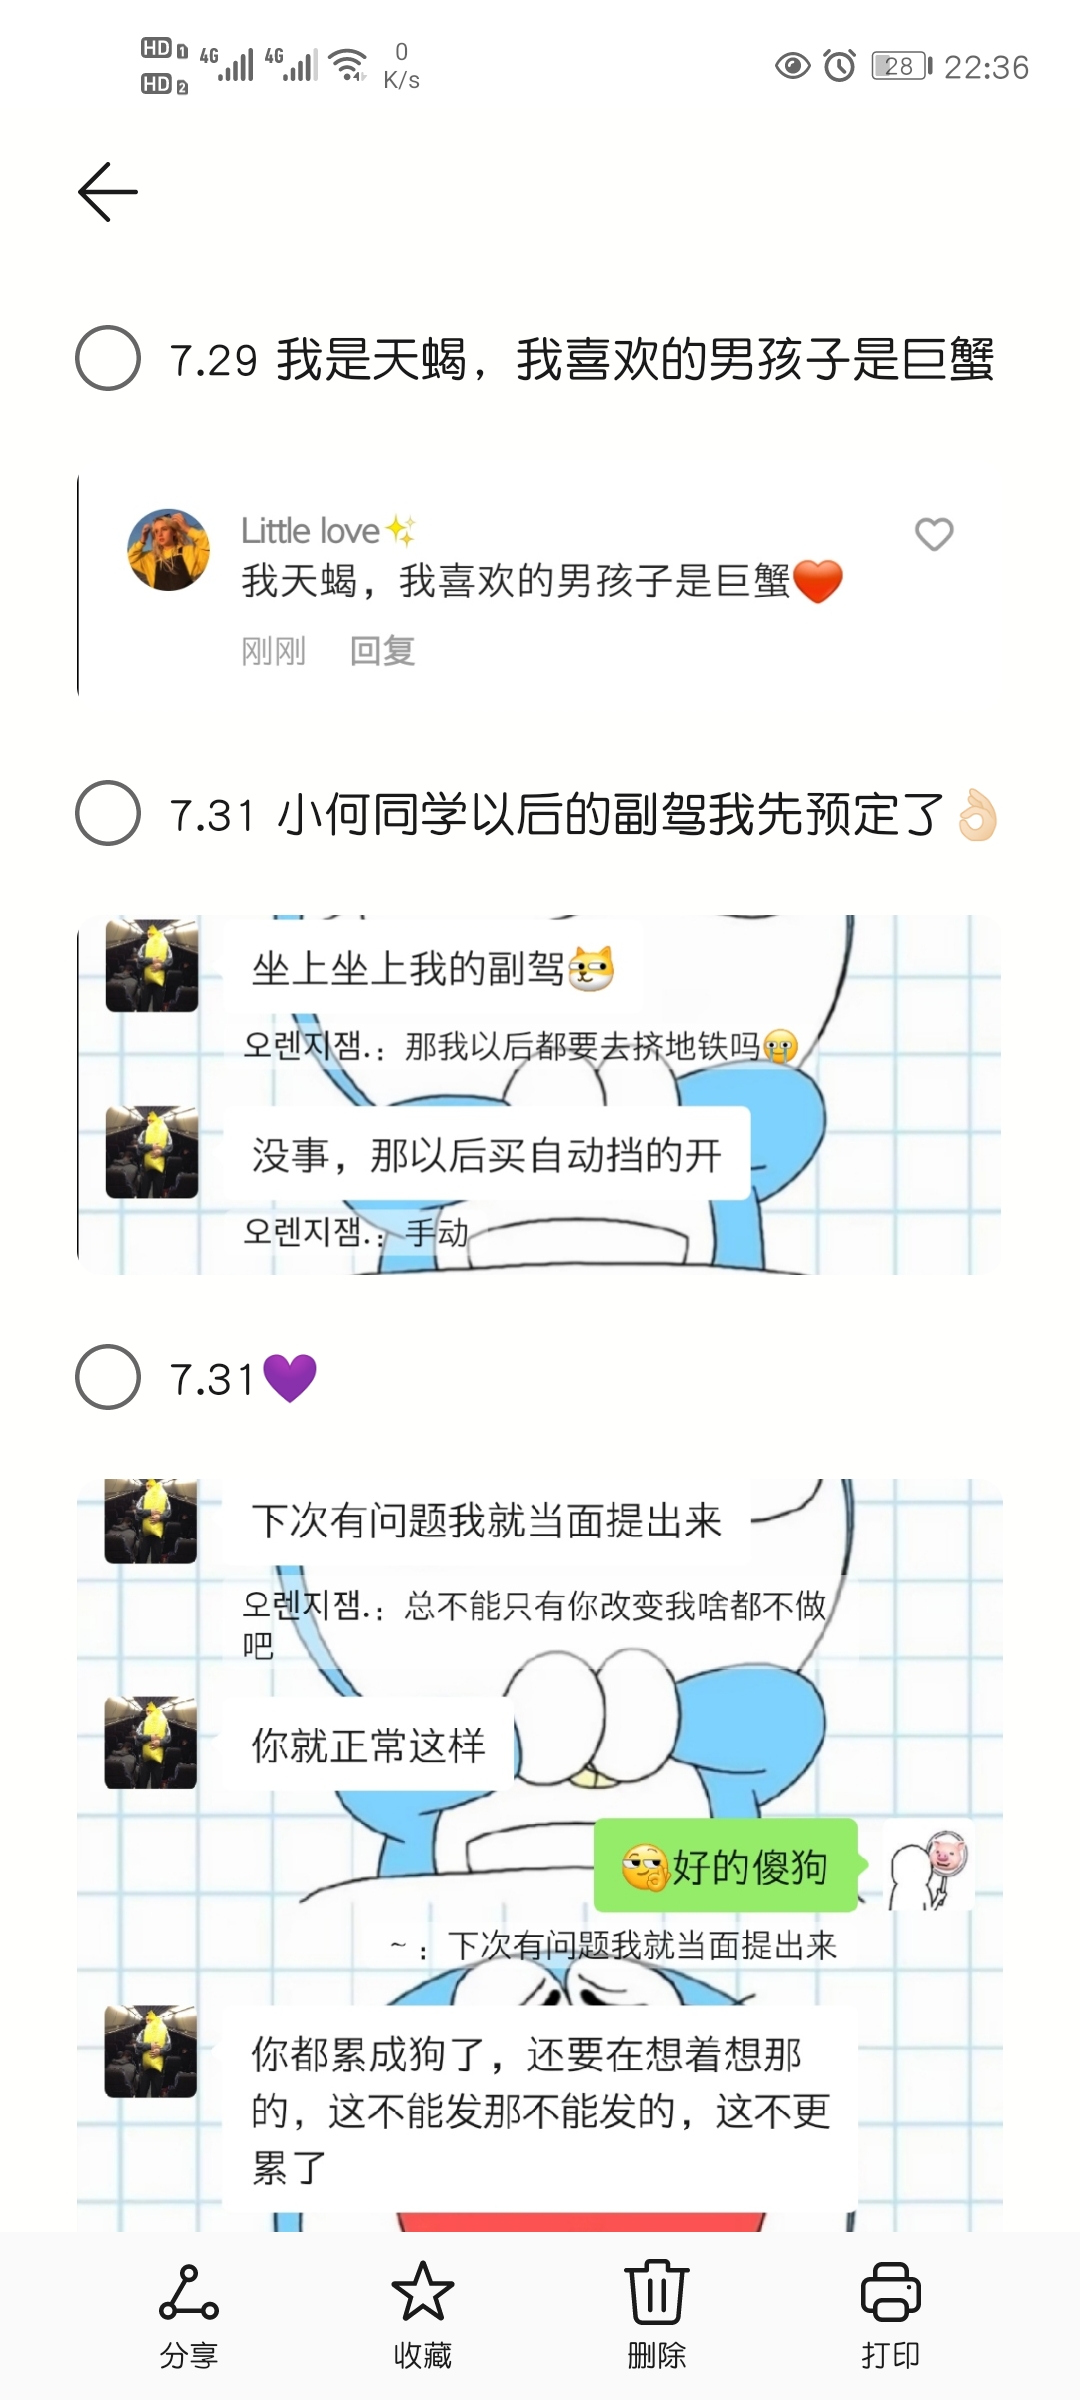 HD 1 4G 4G 0
HD 2 K/s
28 22:36
7.29 我是天蝎，我喜欢的男孩子是巨蟹
Little love✨
我天蝎，我喜欢的男孩子是巨蟹❤️
刚刚 回复
7.31 小何同学以后的副驾我先预定了👌🏻
坐上坐上我的副驾
오렌지잼.：那我以后都要去挤地铁吗😭
没事，那以后买自动挡的开
오렌지잼.：手动
7.31💜
下次有问题我就当面提出来
오렌지잼.：总不能只有你改变我啥都不做
吧
你就正常这样
好的傻狗
~：下次有问题我就当面提出来
你都累成狗了，还要在想着想那
的，这不能发那不能发的，这不更
累了
分享 收藏 删除 打印